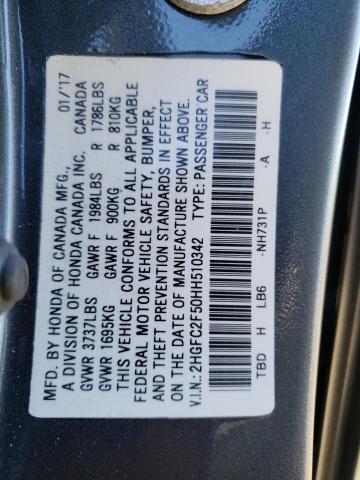 MFD. BY HONDA OF CANADA MFG., 01/'17
A DIVISION OF HONDA CANADA INC., CANADA
GVWR 3737LBS GAWR F 1984LBS R 1786LBS
GVWR 1695KG GAWR F 900KG R 810KG
THIS VEHICLE CONFORMS TO ALL APPLICABLE
FEDERAL MOTOR VEHICLE SAFETY, BUMPER,
AND THEFT PREVENTION STANDARDS IN EFFECT
ON THE DATE OF MANUFACTURE SHOWN ABOVE.
V.I.N.: 2HGFC2F50HH510342 TYPE: PASSENGER CAR
TBD H LB6 -NH731P -A -H